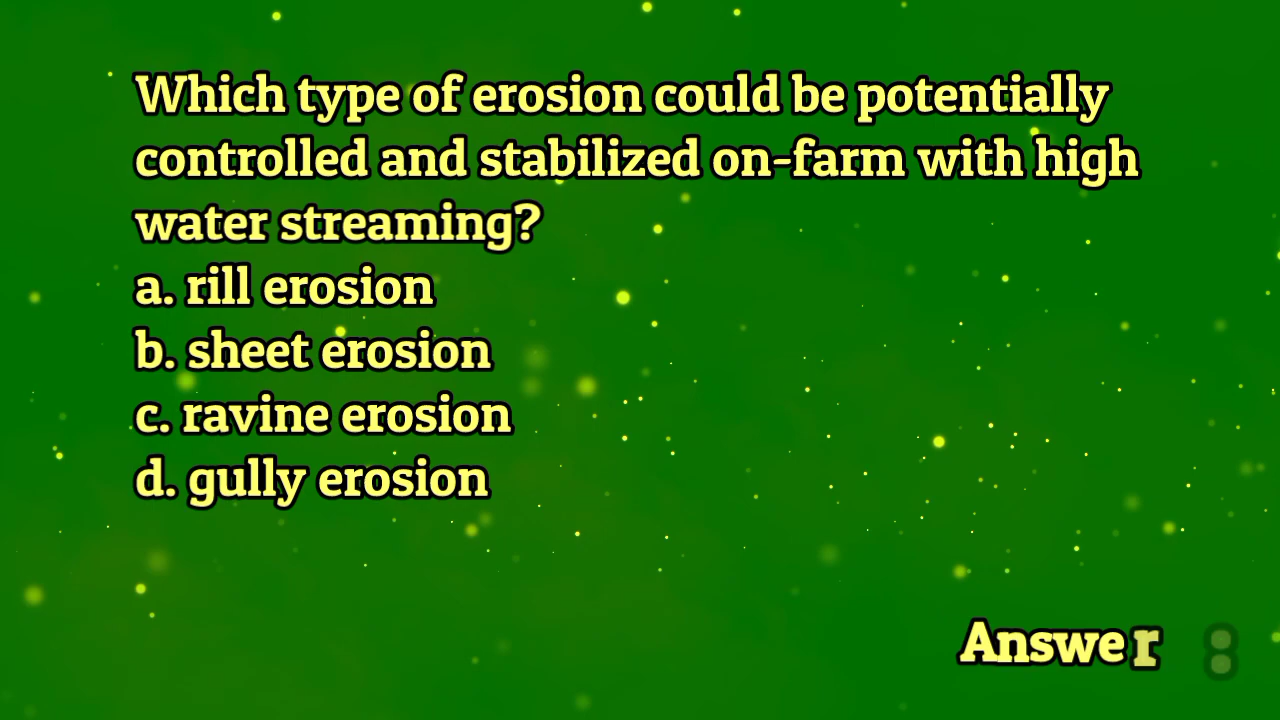 Which type of erosion could be potentially
controlled and stabilized on-farm with high
water streaming?
a. rill erosion
b. sheet erosion
c. ravine erosion
d. gully erosion
Answer :